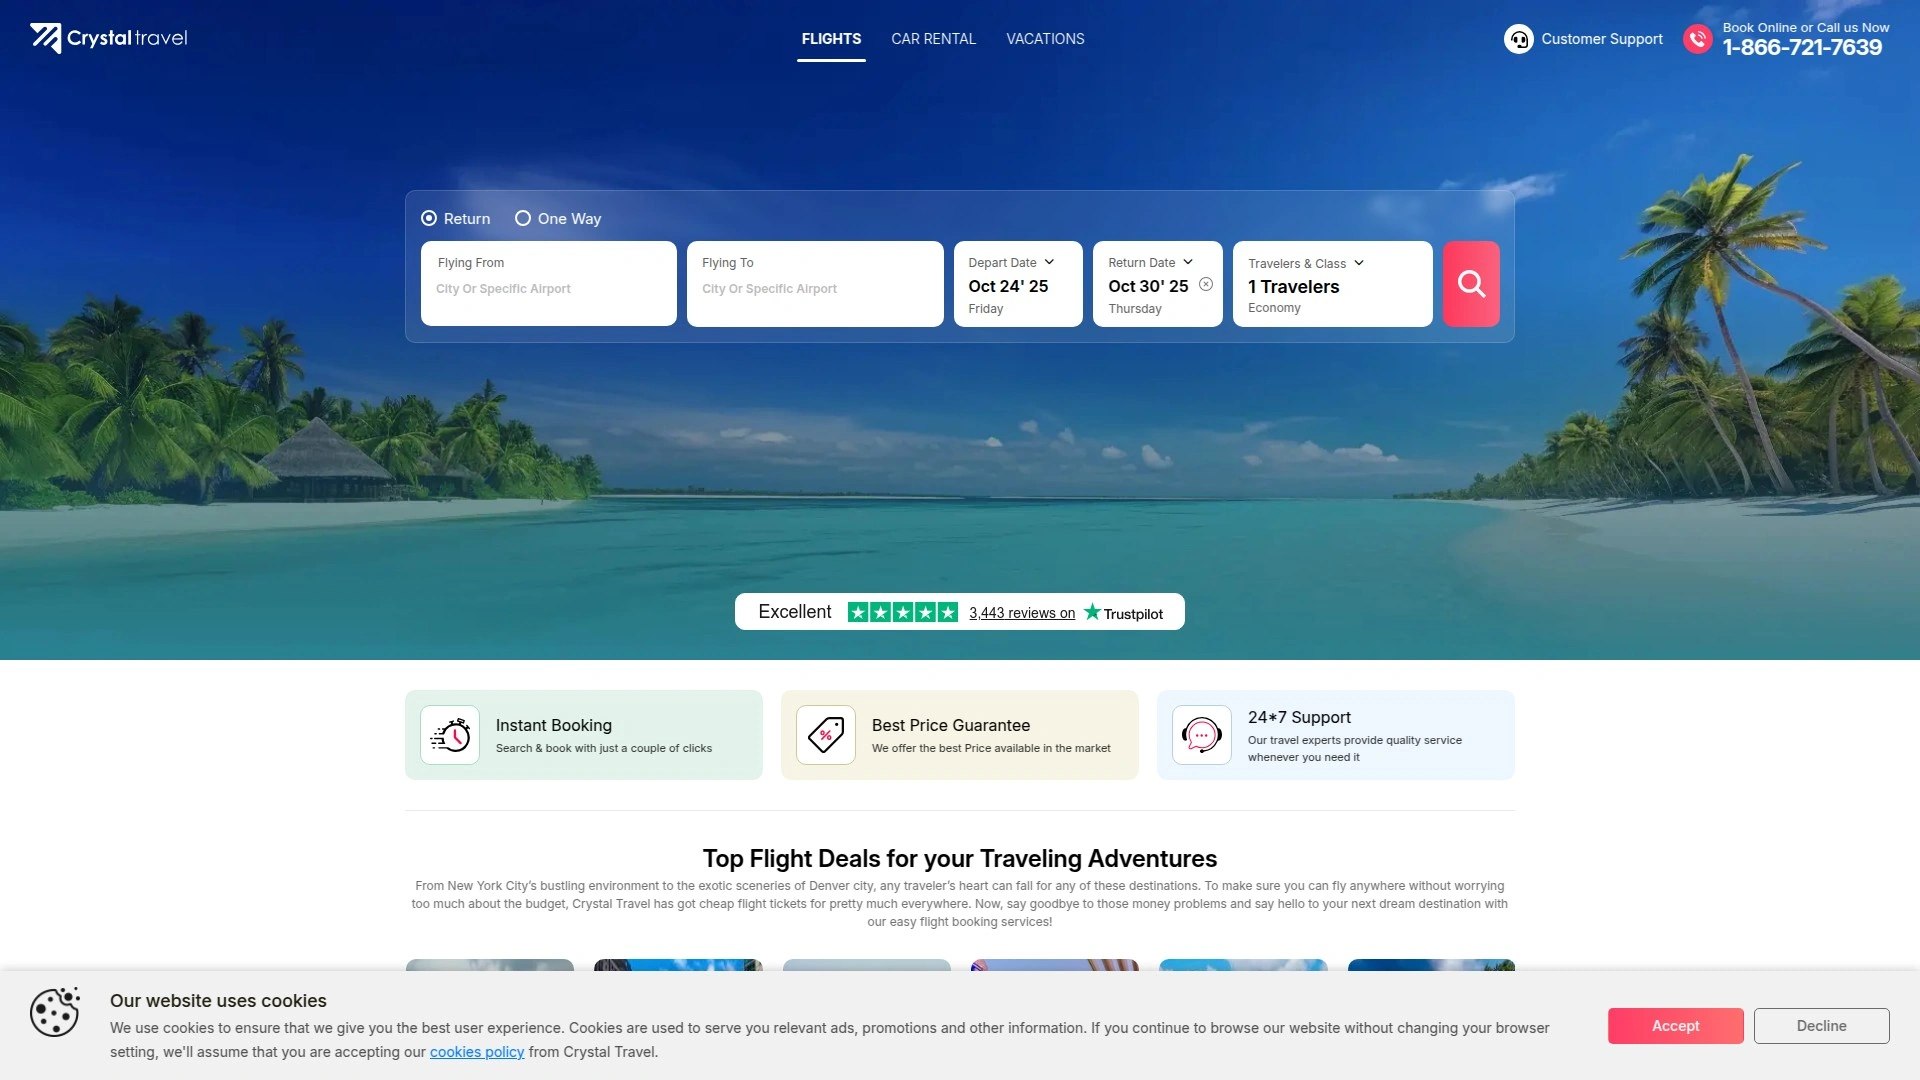 Crystal travel
FLIGHTS
CAR RENTAL
VACATIONS
Customer Support
Book Online or Call us Now
1-866-721-7639
Return
One Way
Flying From
City Or Specific Airport
Flying To
City Or Specific Airport
Depart Date
Oct 24' 25
Friday
Return Date
Oct 30' 25
Thursday
Travelers & Class
1 Travelers
Economy
Excellent
3,443 reviews on
Trustpilot
Instant Booking
Search & book with just a couple of clicks
%
Best Price Guarantee
We offer the best Price available in the market
24*7 Support
Our travel experts provide quality service
whenever you need it
Top Flight Deals for your Traveling Adventures
From New York City’s bustling environment to the exotic sceneries of Denver city, any traveler’s heart can fall for any of these destinations. To make sure you can fly anywhere without worrying
too much about the budget, Crystal Travel has got cheap flight tickets for pretty much everywhere. Now, say goodbye to those money problems and say hello to your next dream destination with
our easy flight booking services!
Our website uses cookies
We use cookies to ensure that we give you the best user experience. Cookies are used to serve you relevant ads, promotions and other information. If you continue to browse our website without changing your browser
setting, we'll assume that you are accepting our cookies policy from Crystal Travel.
Accept
Decline